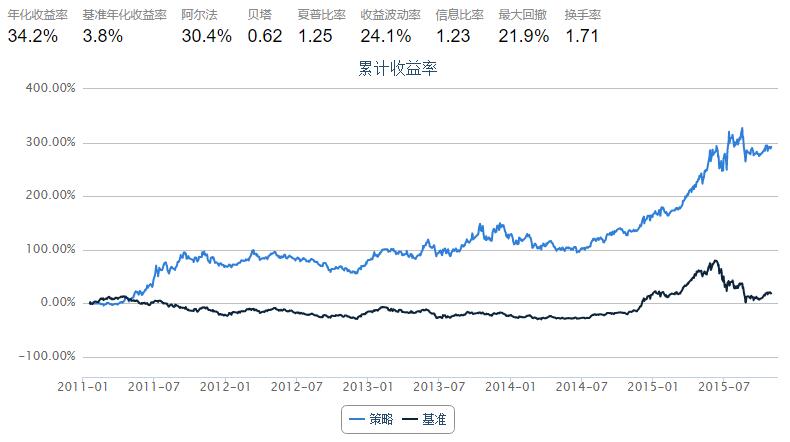 年化收益率 基准年化收益率 阿尔法 贝塔 夏普比率 收益波动率 信息比率 最大回撤 换手率
34.2% 3.8% 30.4% 0.62 1.25 24.1% 1.23 21.9% 1.71
累计收益率
400.00%
300.00%
200.00%
100.00%
0.00%
-100.00%
2011-01 2011-07 2012-01 2012-07 2013-01 2013-07 2014-01 2014-07 2015-01 2015-07
策略 基准